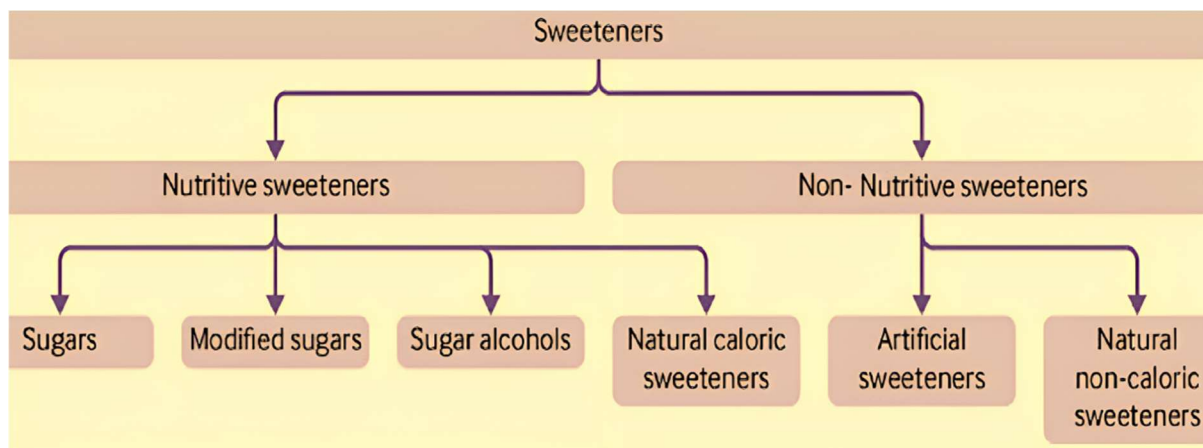 Sweeteners
Nutritive sweeteners
Non- Nutritive sweeteners
Sugars
Modified sugars
Sugar alcohols
Natural caloric
sweeteners
Artificial
sweeteners
Natural
non-caloric
sweeteners